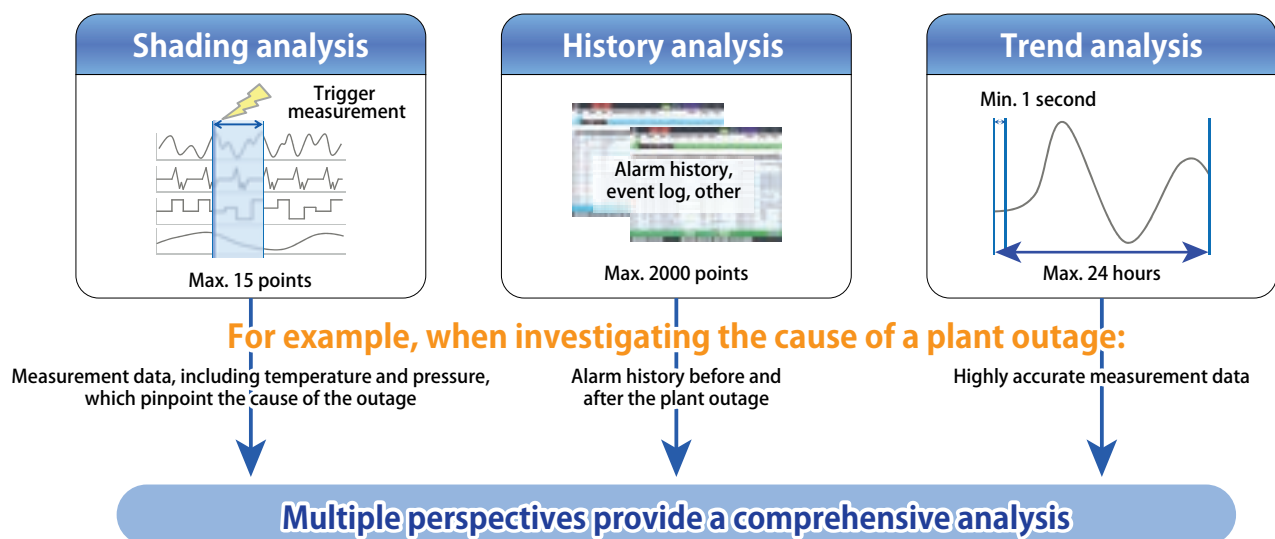 Shading analysis
Trigger
measurement
Max. 15 points
History analysis
Alarm history,
event log, other
Max. 2000 points
Trend analysis
Min. 1 second
Max. 24 hours
For example, when investigating the cause of a plant outage:
Measurement data, including temperature and pressure,
which pinpoint the cause of the outage
Alarm history before and
after the plant outage
Highly accurate measurement data
Multiple perspectives provide a comprehensive analysis